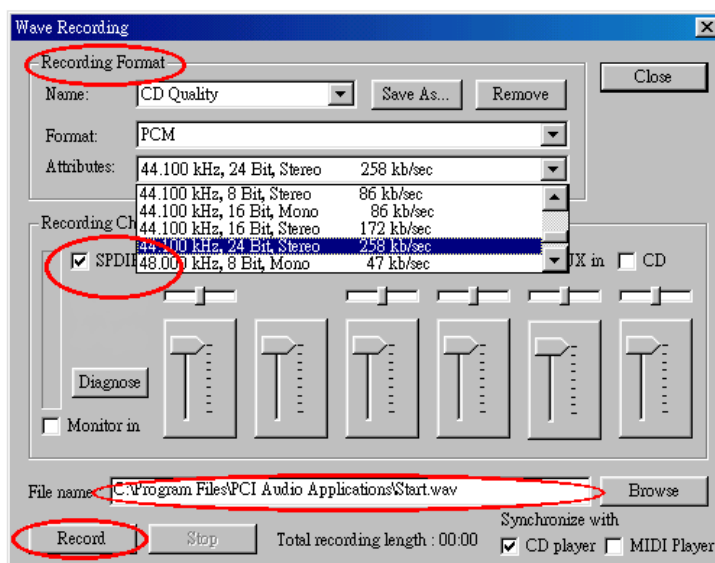 Wave Recording
Recording Format
Close
Name: CD Quality Save As... Remove
Format: PCM
Attributes: 44.100 kHz, 24 Bit, Stereo 258 kb/sec
44.100 kHz, 8 Bit, Stereo 86 kb/sec
44.100 kHz, 16 Bit, Mono 86 kb/sec
Recording Ch
44.100 kHz, 16 Bit, Stereo 172 kb/sec
44.100 kHz, 24 Bit, Stereo 258 kb/sec
SPDIF
48.000 kHz, 8 Bit, Mono 47 kb/sec
UX in CD
Diagnose
Monitor in
File name: C:\Program Files\PCI Audio Applications\Start.wav Browse
Synchronize with
Record Stop Total recording length : 00:00 CD player MIDI Player